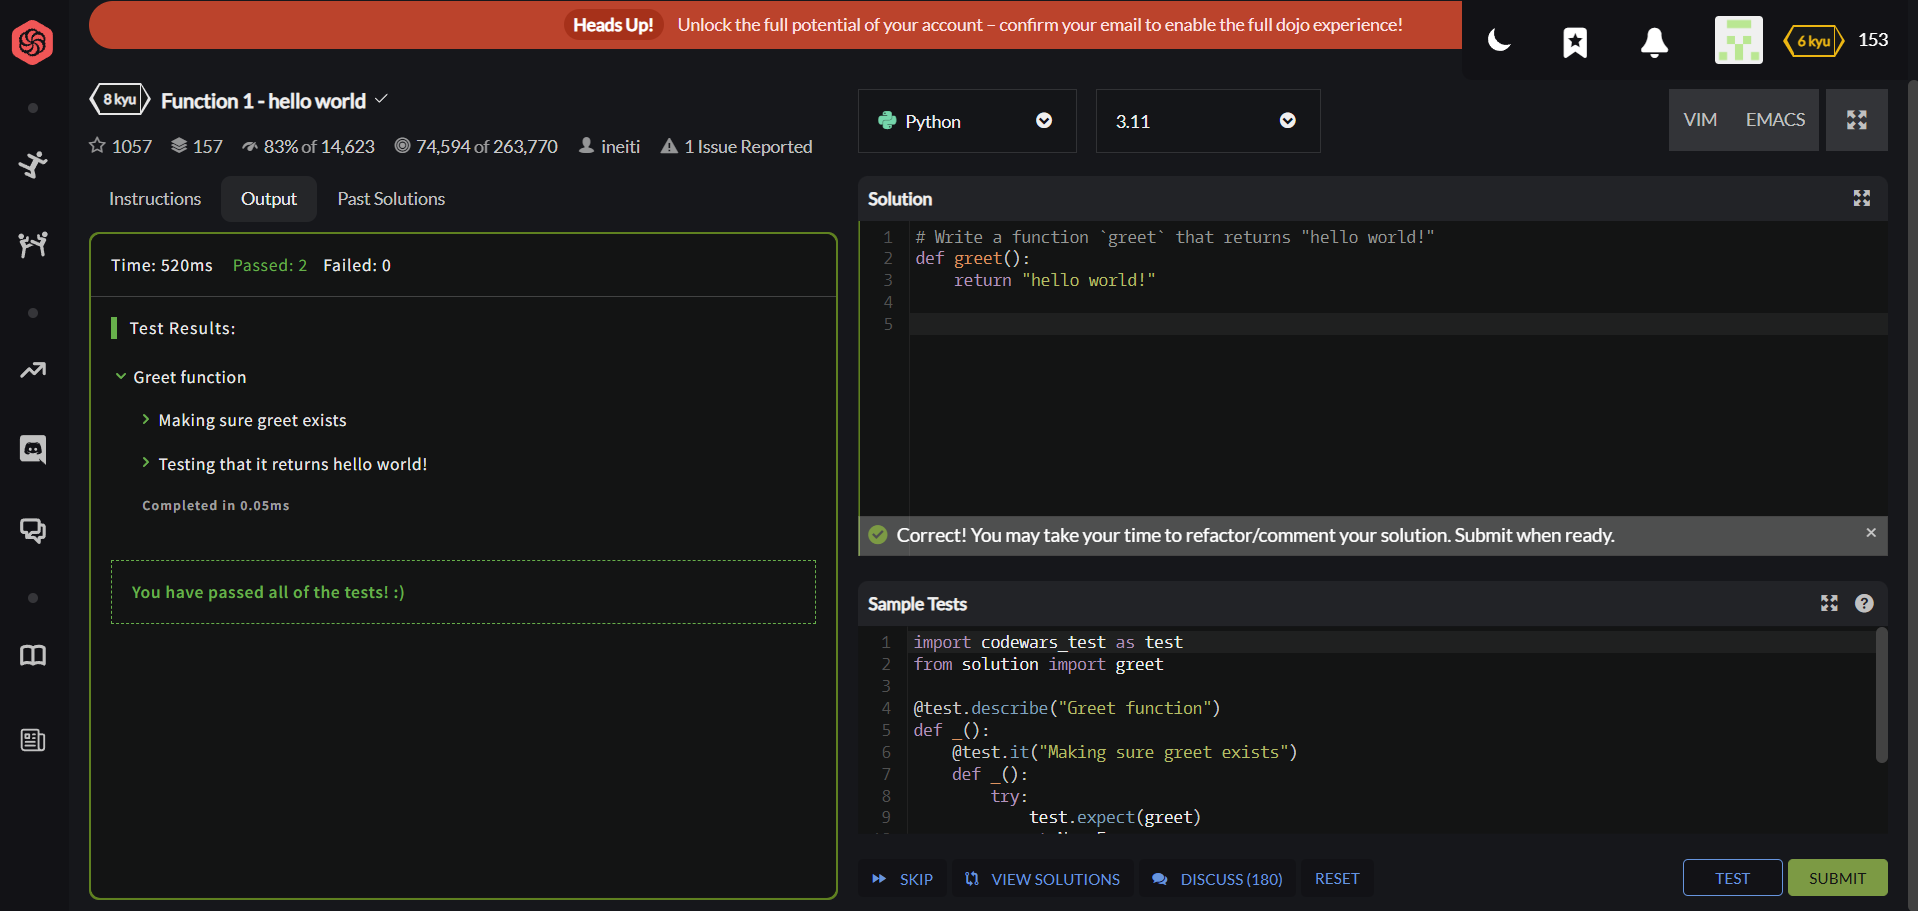 Heads Up! Unlock the full potential of your account – confirm your email to enable the full dojo experience!
6 kyu 153
8 kyu Function 1 - hello world
1057 157 83% of 14,623 74,594 of 263,770 ineiti 1 Issue Reported
Instructions Output Past Solutions
Time: 520ms Passed: 2 Failed: 0
Test Results:
Greet function
Making sure greet exists
Testing that it returns hello world!
Completed in 0.05ms
You have passed all of the tests! :)
Python 3.11 VIM EMACS
Solution
1 # Write a function `greet` that returns "hello world!"
2 def greet():
3     return "hello world!"
4
5
Correct! You may take your time to refactor/comment your solution. Submit when ready.
Sample Tests
1 import codewars_test as test
2 from solution import greet
3
4 @test.describe("Greet function")
5 def _():
6     @test.it("Making sure greet exists")
7     def _():
8         try:
9             test.expect(greet)
SKIP VIEW SOLUTIONS DISCUSS (180) RESET TEST SUBMIT